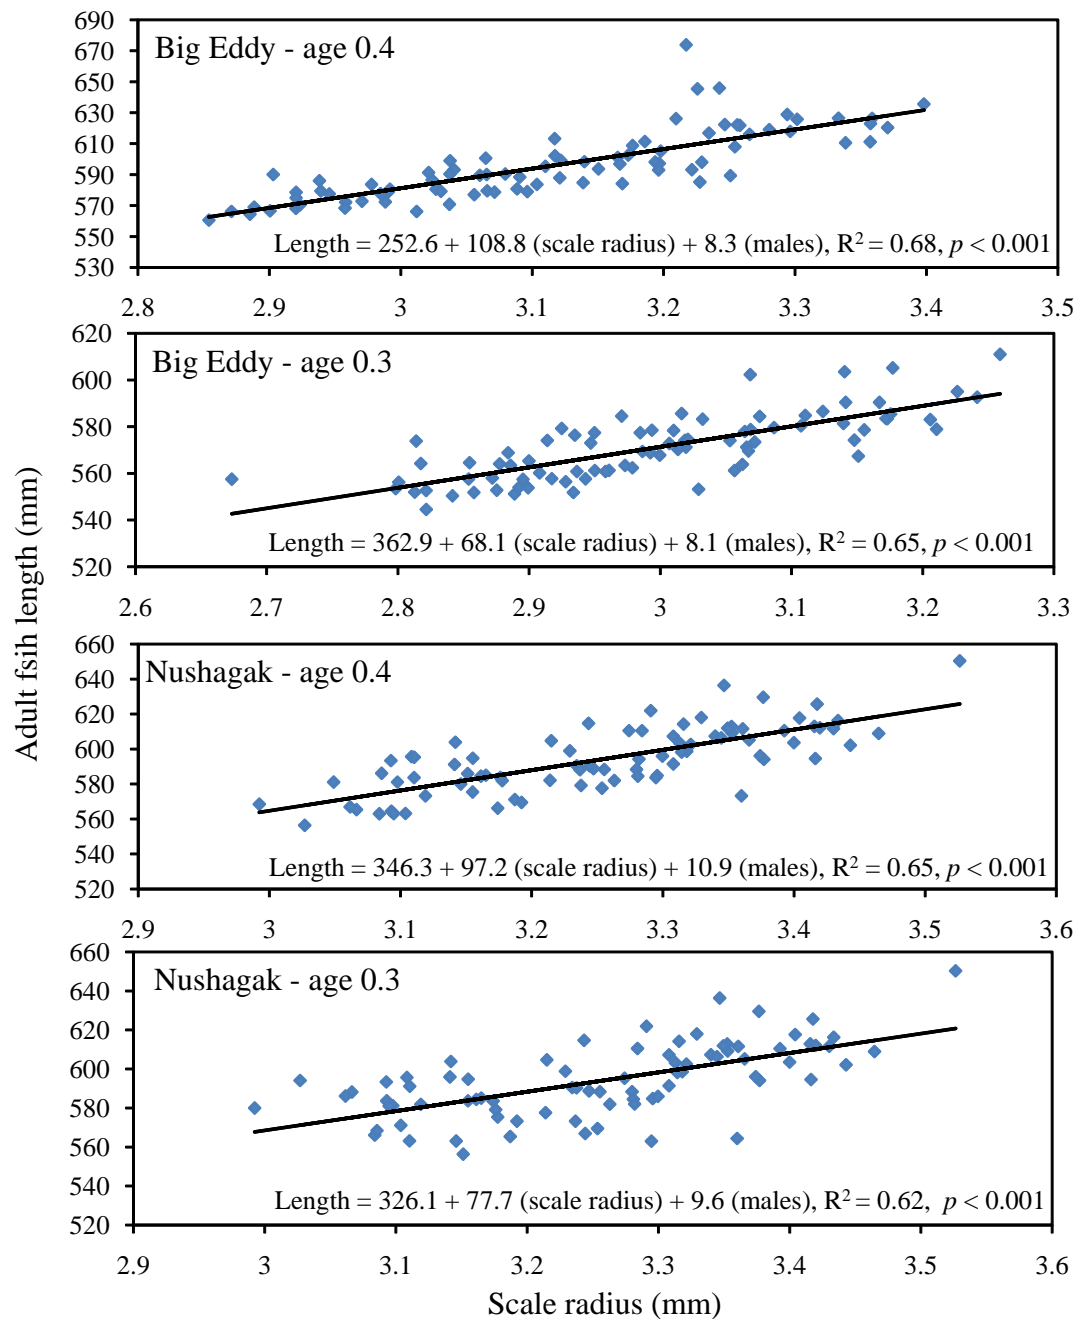 Adult fsih length (mm)
690
670
650
630
610
590
570
550
530
Big Eddy - age 0.4
Length = 252.6 + 108.8 (scale radius) + 8.3 (males), R² = 0.68, p < 0.001
2.8 2.9 3 3.1 3.2 3.3 3.4 3.5
620
600
580
560
540
520
Big Eddy - age 0.3
Length = 362.9 + 68.1 (scale radius) + 8.1 (males), R² = 0.65, p < 0.001
2.6 2.7 2.8 2.9 3 3.1 3.2 3.3
660
640
620
600
580
560
540
520
Nushagak - age 0.4
Length = 346.3 + 97.2 (scale radius) + 10.9 (males), R² = 0.65, p < 0.001
2.9 3 3.1 3.2 3.3 3.4 3.5 3.6
660
640
620
600
580
560
540
520
Nushagak - age 0.3
Length = 326.1 + 77.7 (scale radius) + 9.6 (males), R² = 0.62, p < 0.001
2.9 3 3.1 3.2 3.3 3.4 3.5 3.6
Scale radius (mm)